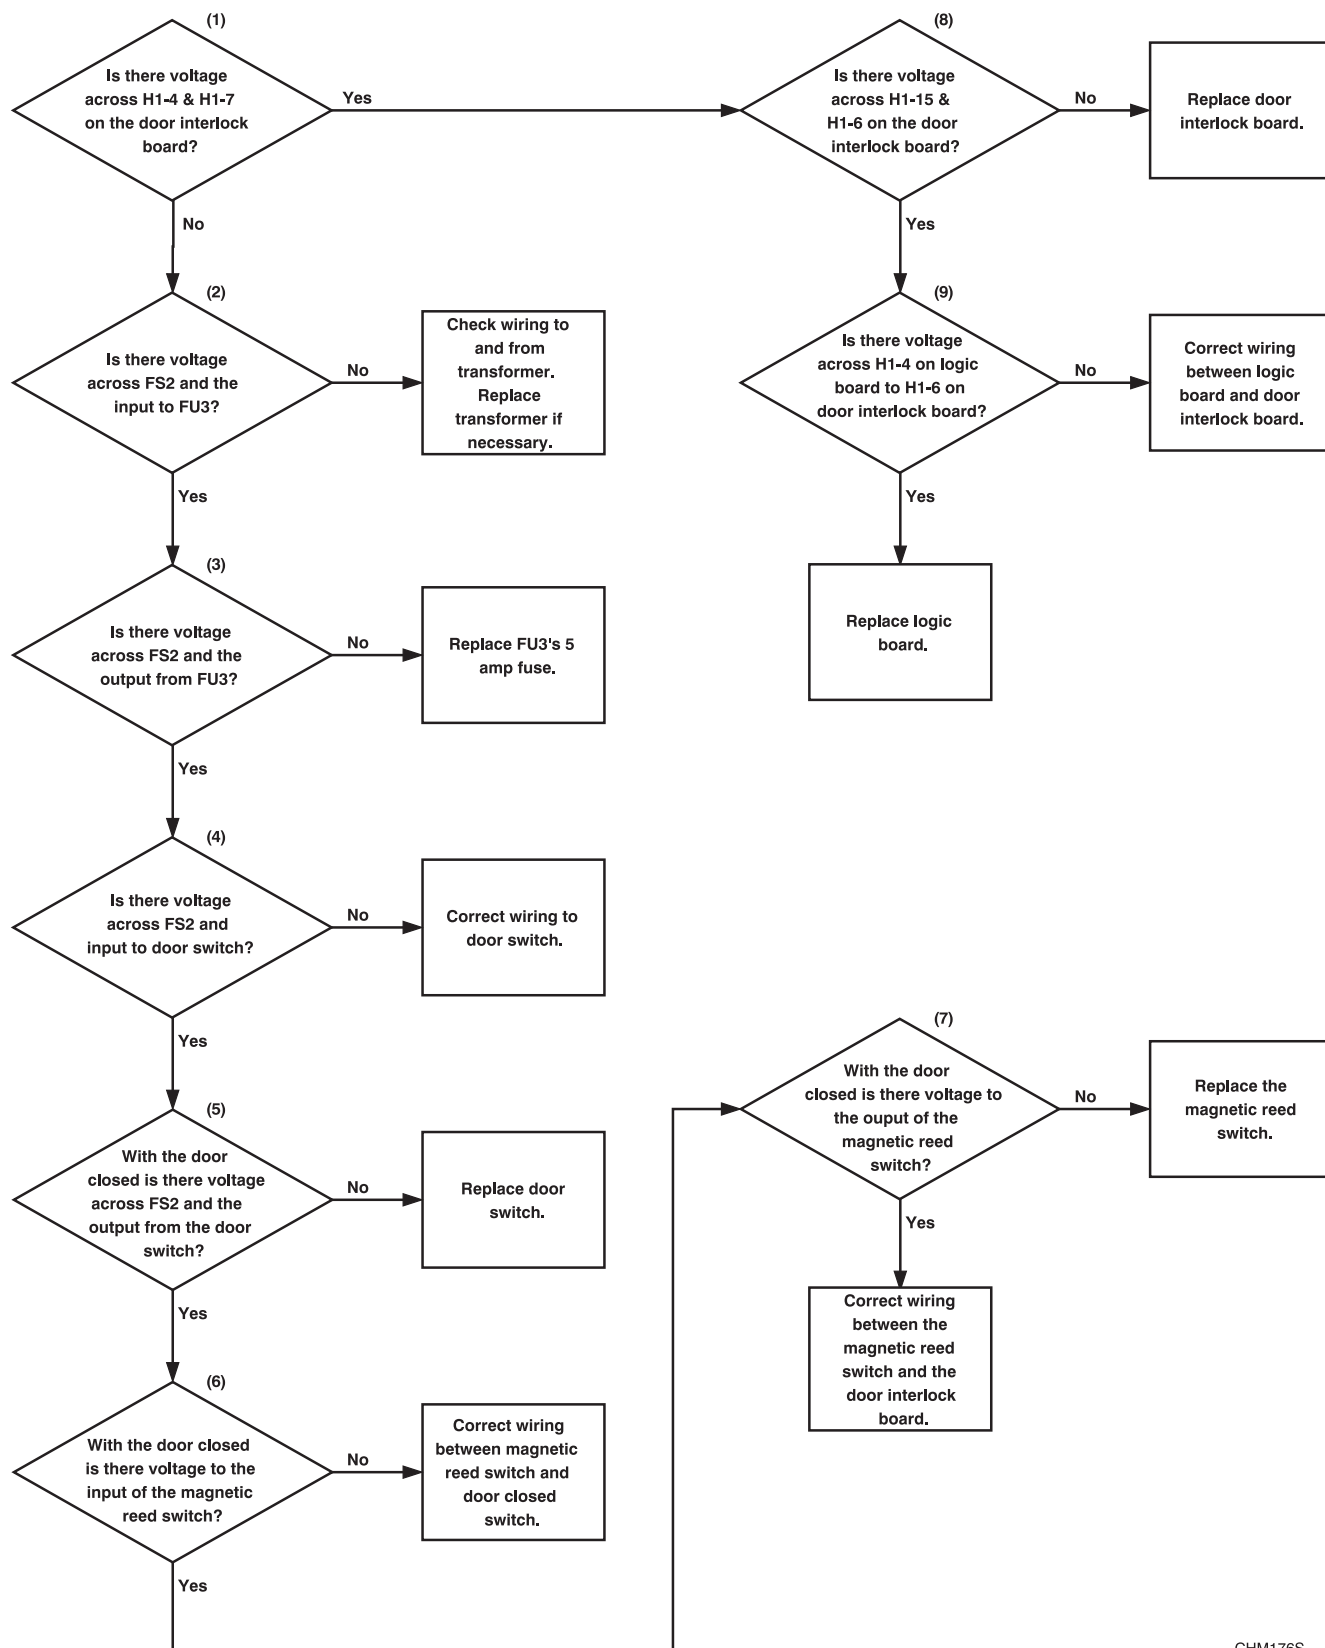 (1)
Is there voltage
across H1-4 & H1-7
on the door interlock
board?
Yes
No
(8)
Is there voltage
across H1-15 &
H1-6 on the door
interlock board?
No
Yes
Replace door
interlock board.
(2)
Is there voltage
across FS2 and the
input to FU3?
No
Yes
Check wiring to
and from
transformer.
Replace
transformer if
necessary.
(9)
Is there voltage
across H1-4 on logic
board to H1-6 on
door interlock board?
No
Yes
Correct wiring
between logic
board and door
interlock board.
(3)
Is there voltage
across FS2 and the
output from FU3?
No
Yes
Replace FU3's 5
amp fuse.
Replace logic
board.
(4)
Is there voltage
across FS2 and
input to door switch?
No
Yes
Correct wiring to
door switch.
(5)
With the door
closed is there voltage
across FS2 and the
output from the door
switch?
No
Yes
Replace door
switch.
(6)
With the door closed
is there voltage to the
input of the magnetic
reed switch?
No
Yes
Correct wiring
between magnetic
reed switch and
door closed
switch.
(7)
With the door
closed is there voltage to
the ouput of the
magnetic reed
switch?
No
Yes
Replace the
magnetic reed
switch.
Correct wiring
between the
magnetic reed
switch and the
door interlock
board.